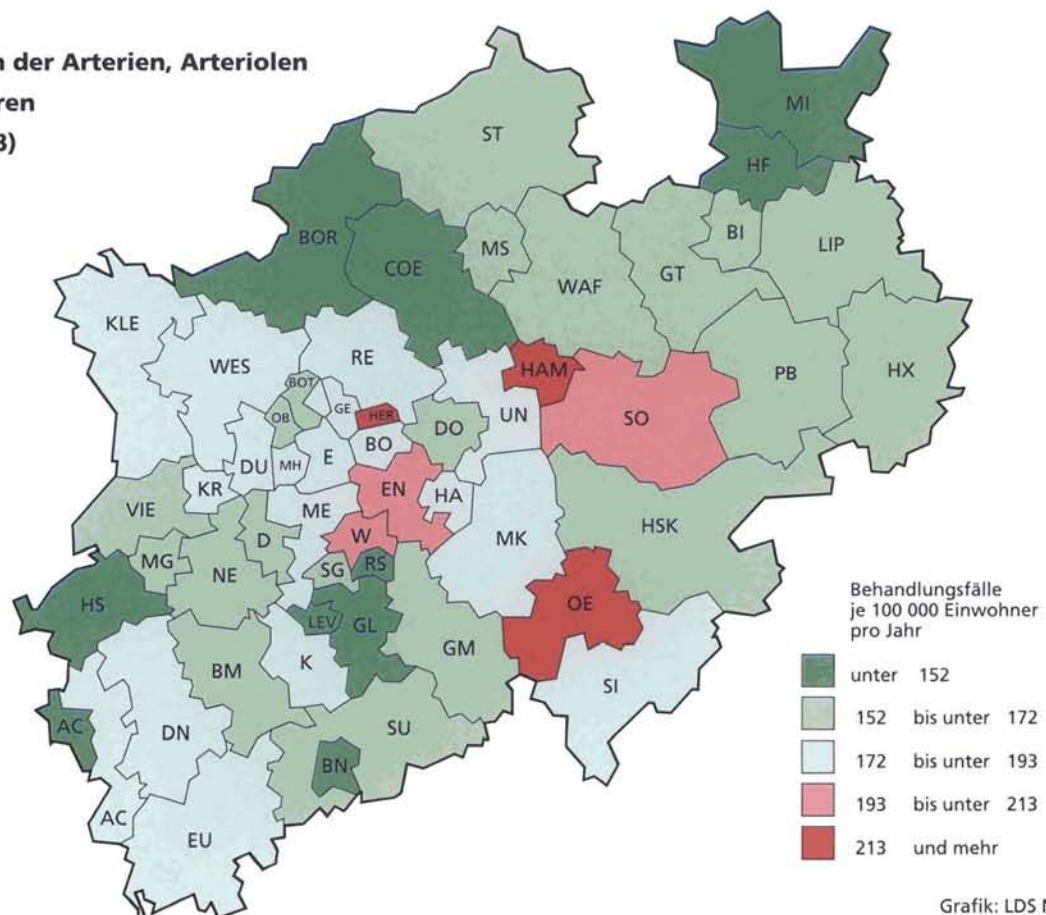 n der Arterien, Arteriolen
ren
3)
MI
ST
HF
BI
LIP
BOR
MS
COE
GT
WAF
KLE
WES
RE
HAM
PB
HX
BOT
GE
HER
OB
UN
SO
DO
BO
E
DU
MH
KR
EN
HA
VIE
ME
D
W
MK
HSK
MG
NE
SG
RS
HS
LEV
GL
OE
BM
K
GM
SI
AC
DN
SU
BN
AC
EU
Behandlungsfälle
je 100 000 Einwohner
pro Jahr
unter 152
152 bis unter 172
172 bis unter 193
193 bis unter 213
213 und mehr
Grafik: LDS N